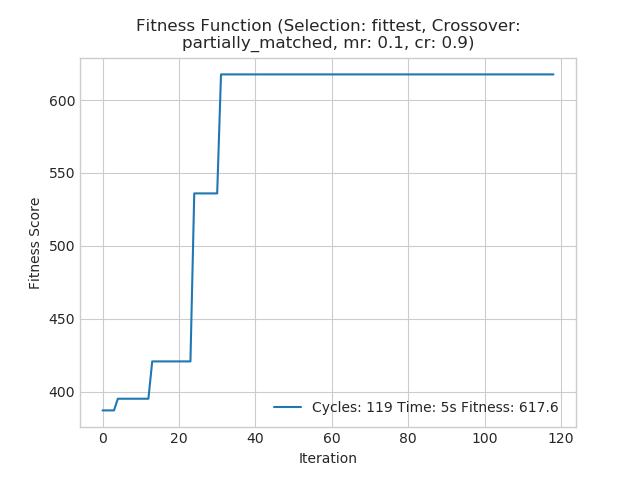 Fitness Function (Selection: fittest, Crossover:
partially_matched, mr: 0.1, cr: 0.9)
Fitness Score
600
550
500
450
400
Cycles: 119 Time: 5s Fitness: 617.6
0 20 40 60 80 100 120
Iteration